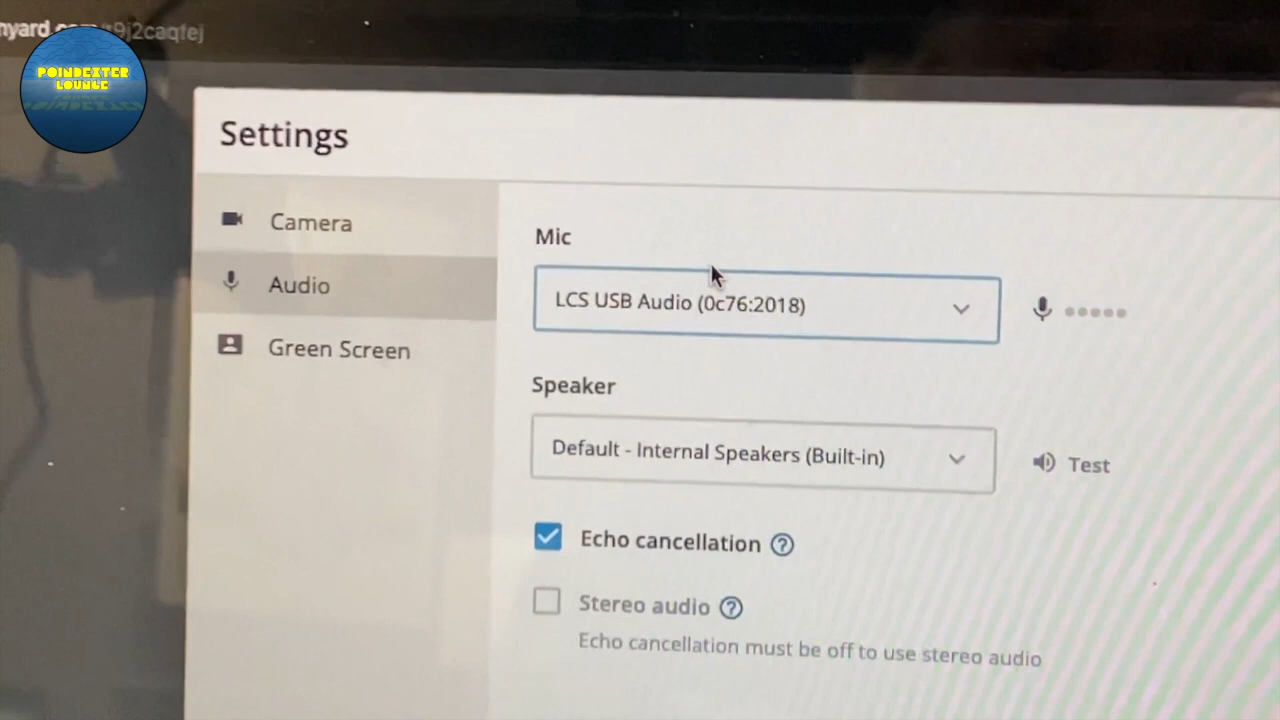 9j2caqfej
POINDEXTER
LOUNGE
Settings
Camera
Audio
Green Screen
Mic
LCS USB Audio (0c76:2018)
Speaker
Default - Internal Speakers (Built-in)
Test
Echo cancellation
Stereo audio
Echo cancellation must be off to use stereo audio